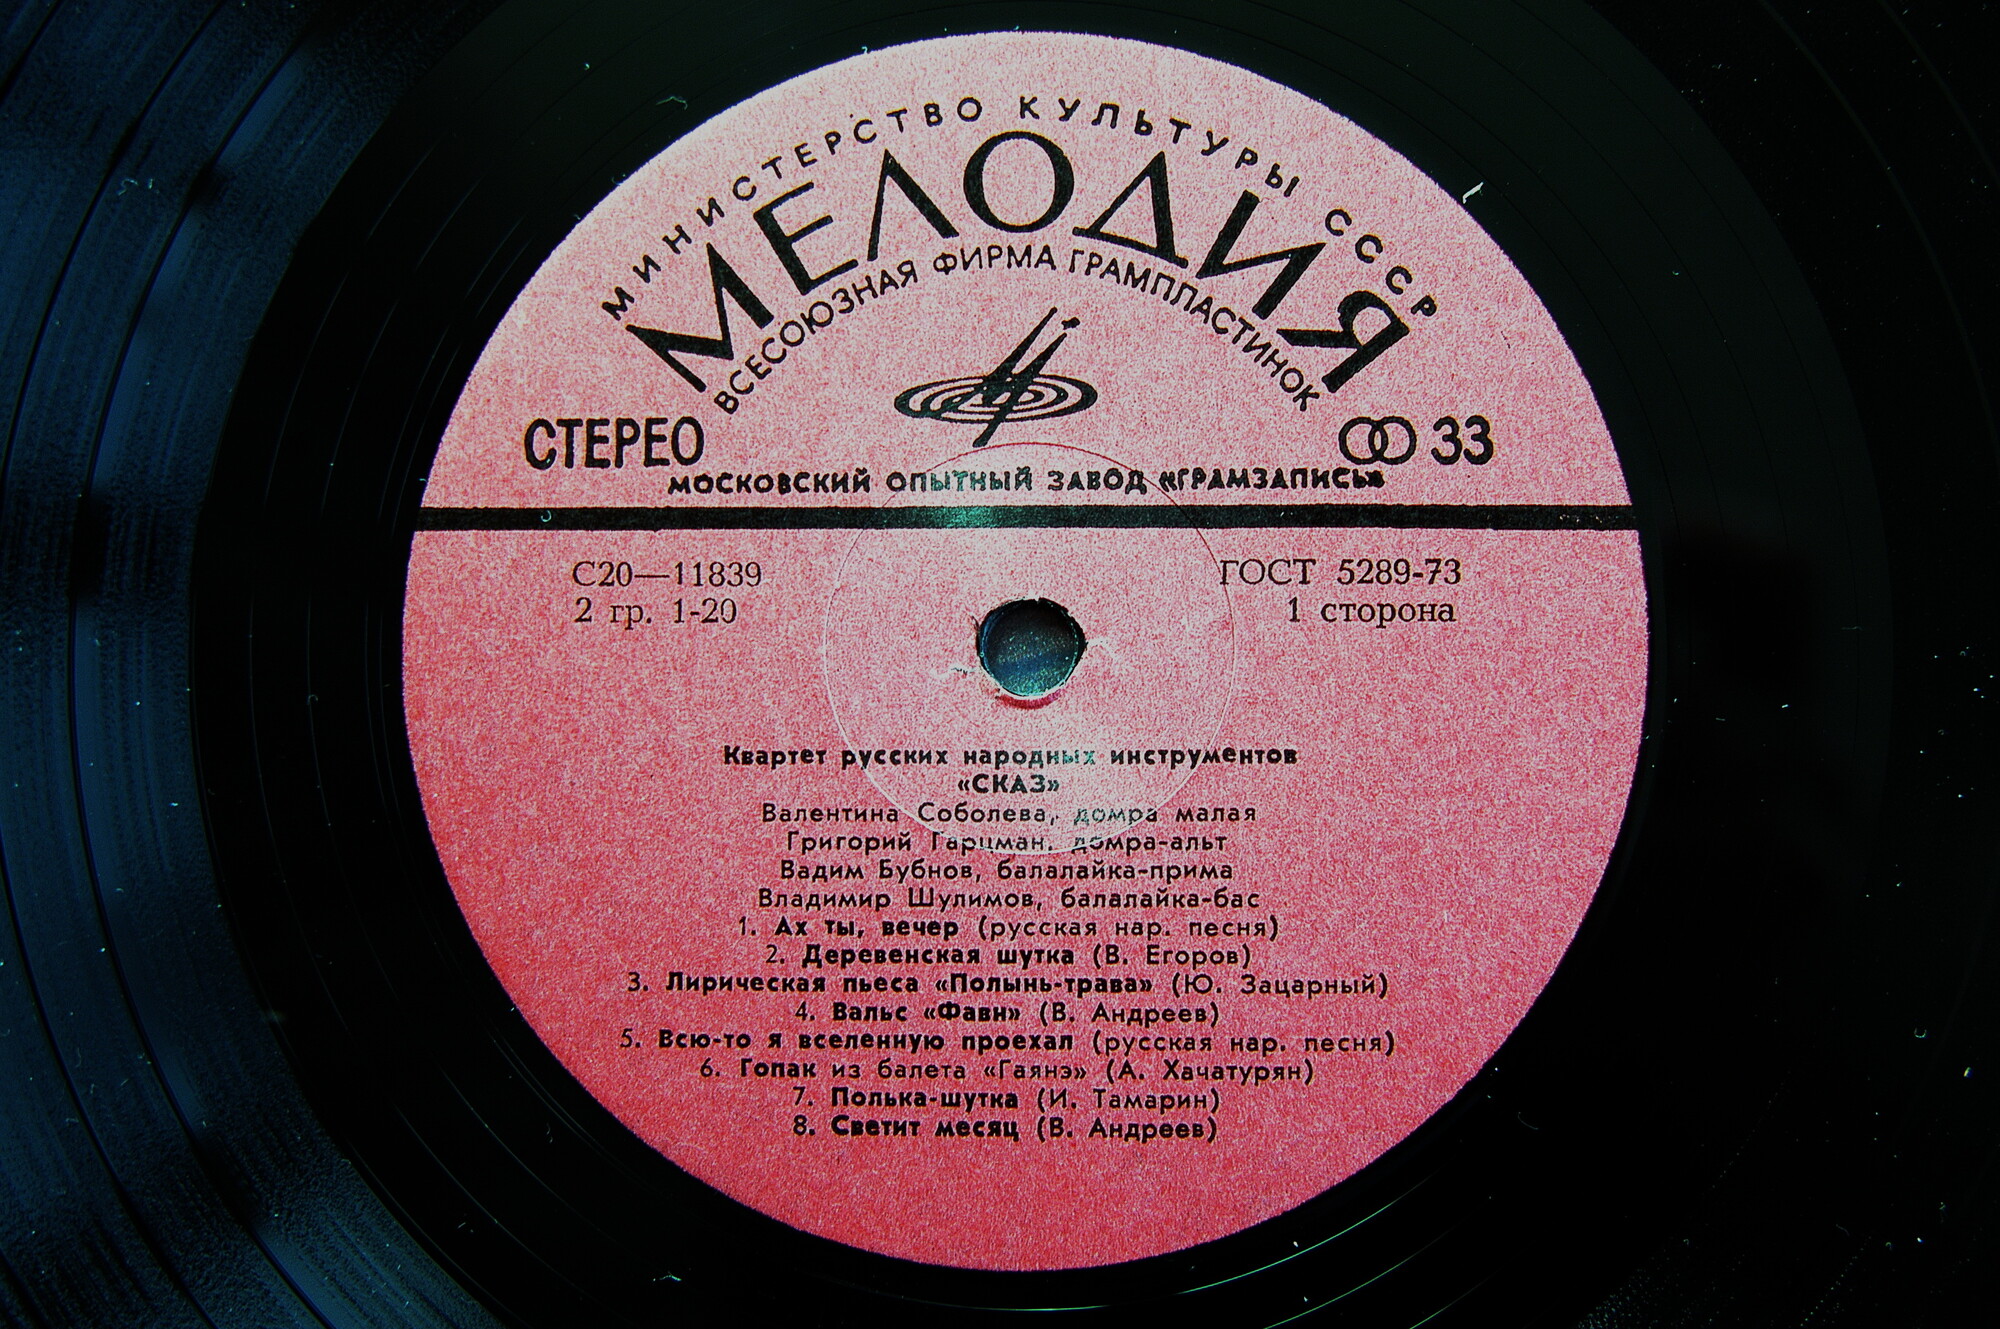 МИНИСТЕРСТВО КУЛЬТУРЫ СССР
МЕЛОДИЯ
ВСЕСОЮЗНАЯ ФИРМА ГРАМПЛАСТИНОК
СТЕРЕО
33
МОСКОВСКИЙ ОПЫТНЫЙ ЗАВОД «ГРАМЗАПИСЬ»
С20—11839
ГОСТ 5289-73
2 гр. 1-20
1 сторона
Квартет русских народных инструментов
«СКАЗ»
Валентина Соболева, домра малая
Григорий Гарцман, домра-альт
Вадим Бубнов, балалайка-прима
Владимир Шулимов, балалайка-бас
1. Ах ты, вечер (русская нар. песня)
2. Деревенская шутка (В. Егоров)
3. Лирическая пьеса «Полынь-трава» (Ю. Зацарный)
4. Вальс «Фавн» (В. Андреев)
5. Всю-то я вселенную проехал (русская нар. песня)
6. Гопак из балета «Гаянэ» (А. Хачатурян)
7. Полька-шутка (И. Тамарин)
8. Светит месяц (В. Андреев)